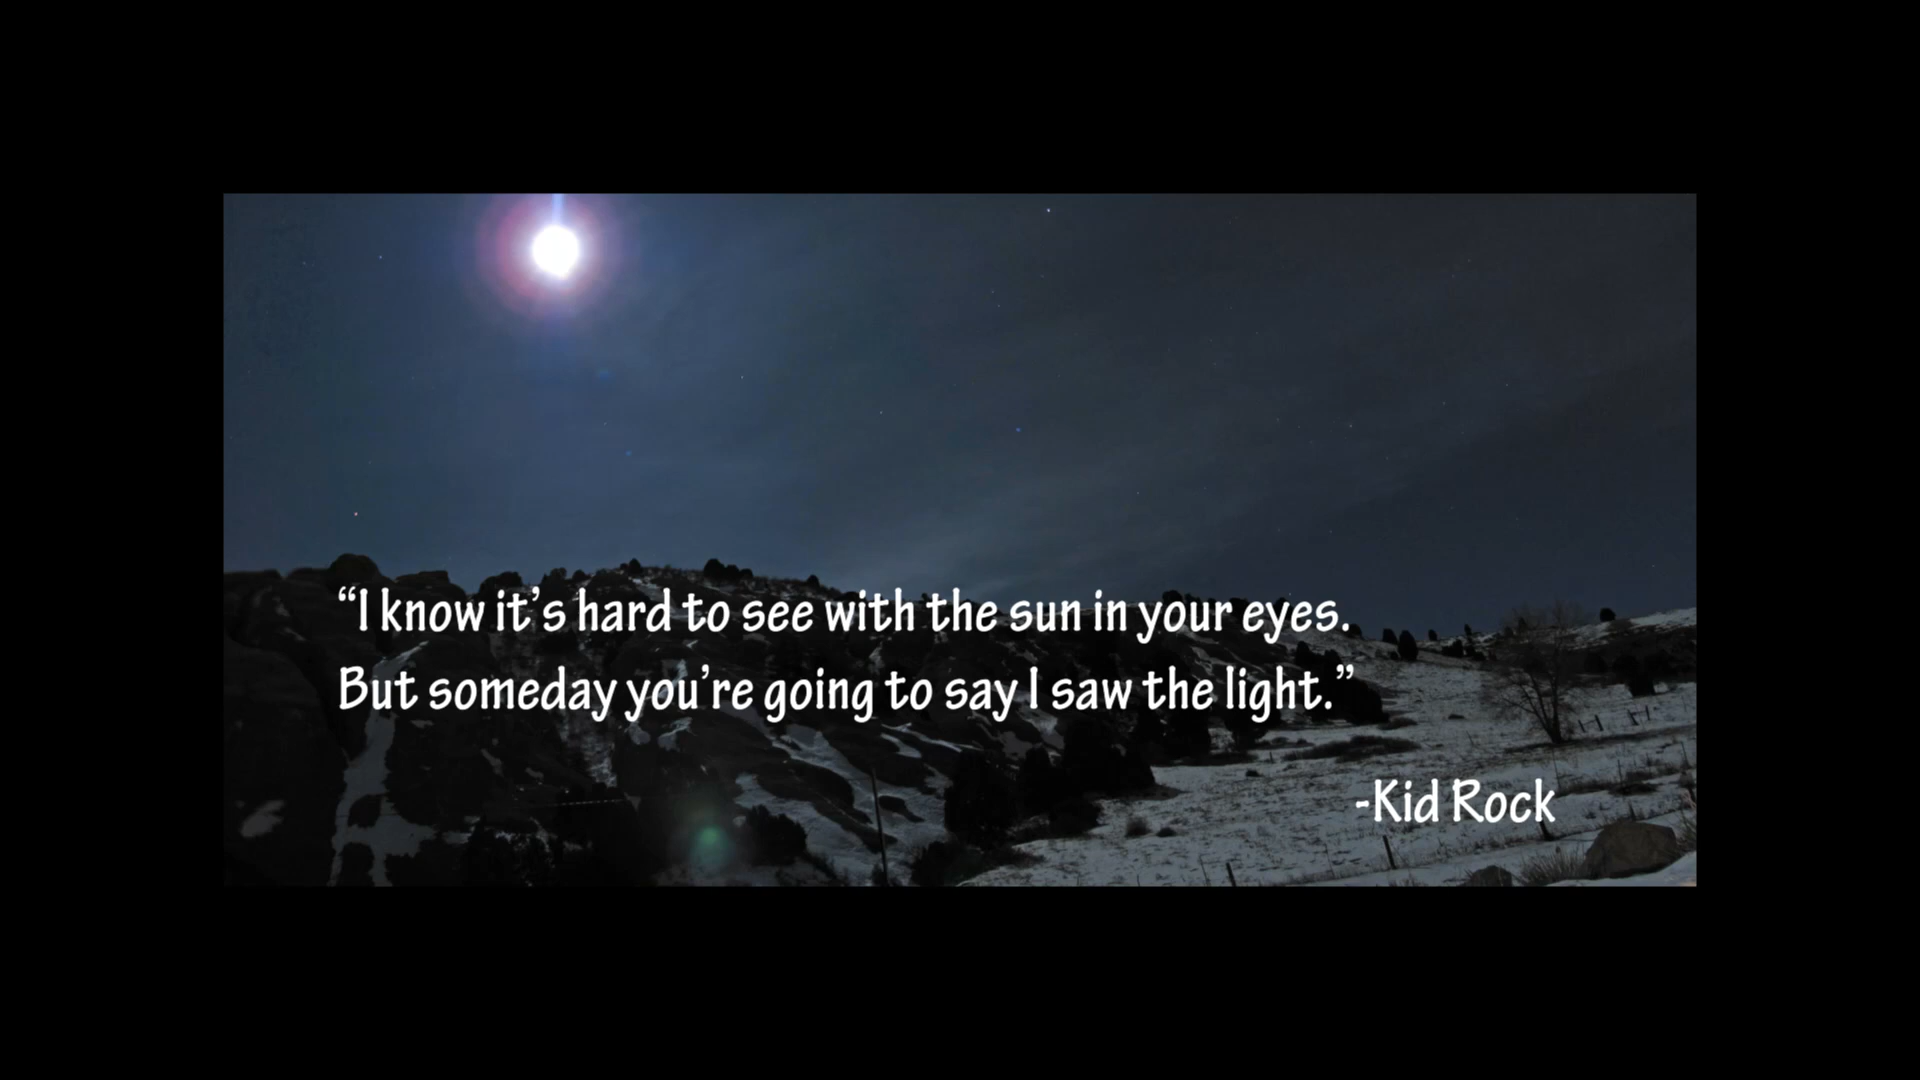 “I know it’s hard to see with the sun in your eyes.
But someday you’re going to say I saw the light.”
-Kid Rock